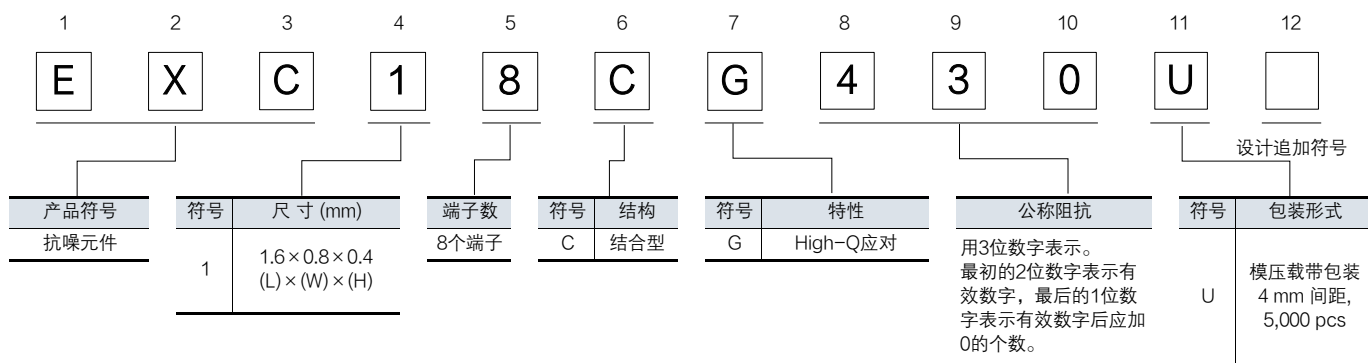 1 2 3 4 5 6 7 8 9 10 11 12
E X C 1 8 C G 4 3 0 U
设计追加符号
产品符号
抗噪元件
符号 尺 寸 (mm)
1 1.6×0.8×0.4
(L)×(W)×(H)
端子数
8个端子
符号 结构
C 结合型
符号 特性
G High-Q应对
公称阻抗
用3位数字表示。
最初的2位数字表示有
效数字，最后的1位数
字表示有效数字后应加
0的个数。
符号 包装形式
U 模压载带包装
4 mm 间距,
5,000 pcs